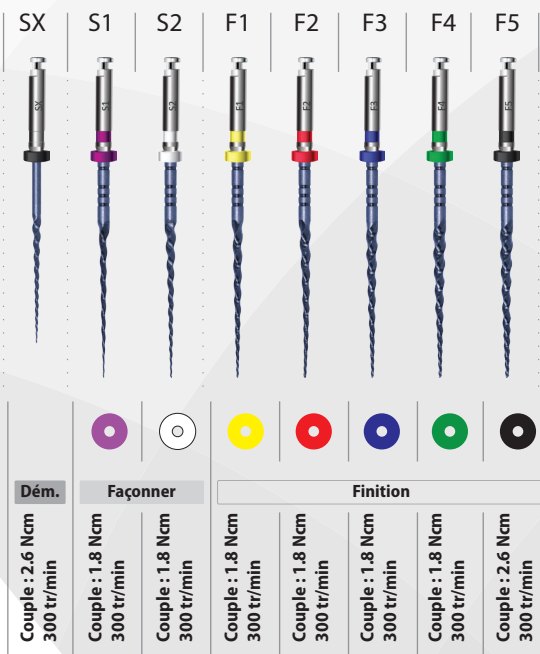 SX S1 S2 F1 F2 F3 F4 F5
SX S1 S2 F1 F2 F3 F4 F5
Dém. Façonner Finition
Couple : 2.6 Ncm
300 tr/min
Couple : 1.8 Ncm
300 tr/min
Couple : 1.8 Ncm
300 tr/min
Couple : 1.8 Ncm
300 tr/min
Couple : 1.8 Ncm
300 tr/min
Couple : 1.8 Ncm
300 tr/min
Couple : 1.8 Ncm
300 tr/min
Couple : 2.6 Ncm
300 tr/min